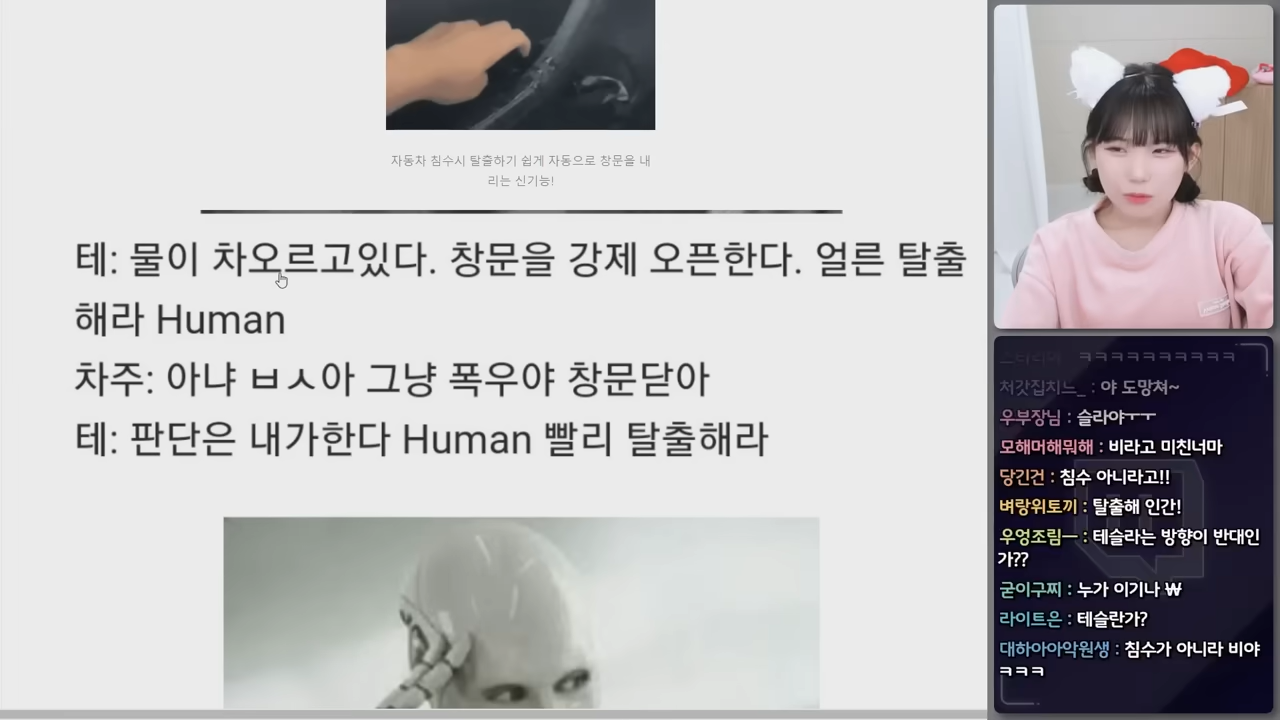 자동차 침수시 탈출하기 쉽게 자동으로 창문을 내
리는 신기능!
테: 물이 차오르고있다. 창문을 강제 오픈한다. 얼른 탈출
해라 Human
차주: 아냐 ㅂㅅ아 그냥 폭우야 창문닫아
테: 판단은 내가한다 Human 빨리 탈출해라
ㅋㅋㅋㅋㅋㅋㅋㅋㅋㅋ
처갓집치느_ : 야 도망쳐~
우부장님 : 슬라야ㅜㅜ
모해머해뭐해 : 비라고 미친너마
당긴건 : 침수 아니라고!!
벼랑위토끼 : 탈출해 인간!
우엉조림ㅡ : 테슬라는 방향이 반대인
가??
굳이구찌 : 누가 이기나 ₩
라이트은 : 테슬란가?
대하아아악원생 : 침수가 아니라 비야
ㅋㅋㅋ